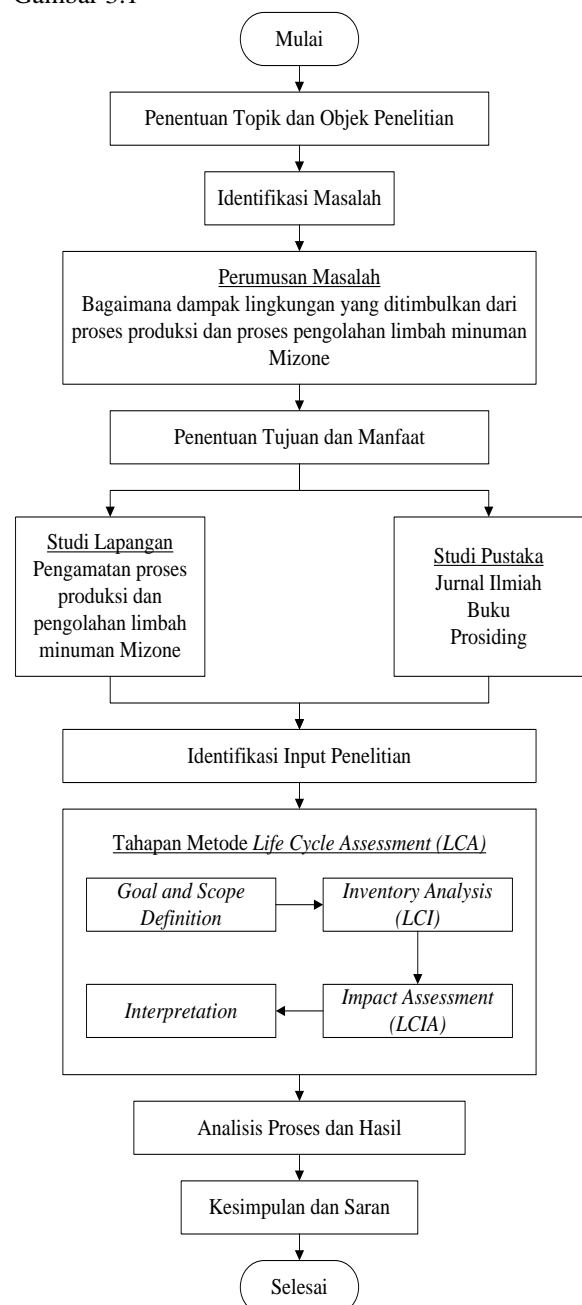 Gambar 3.1
Mulai
Penentuan Topik dan Objek Penelitian
Identifikasi Masalah
Perumusan Masalah
Bagaimana dampak lingkungan yang ditimbulkan dari
proses produksi dan proses pengolahan limbah minuman
Mizone
Penentuan Tujuan dan Manfaat
Studi Lapangan
Pengamatan proses
produksi dan
pengolahan limbah
minuman Mizone
Studi Pustaka
Jurnal Ilmiah
Buku
Prosiding
Identifikasi Input Penelitian
Tahapan Metode Life Cycle Assessment (LCA)
Goal and Scope
Definition
Inventory Analysis
(LCI)
Impact Assessment
(LCIA)
Interpretation
Analisis Proses dan Hasil
Kesimpulan dan Saran
Selesai